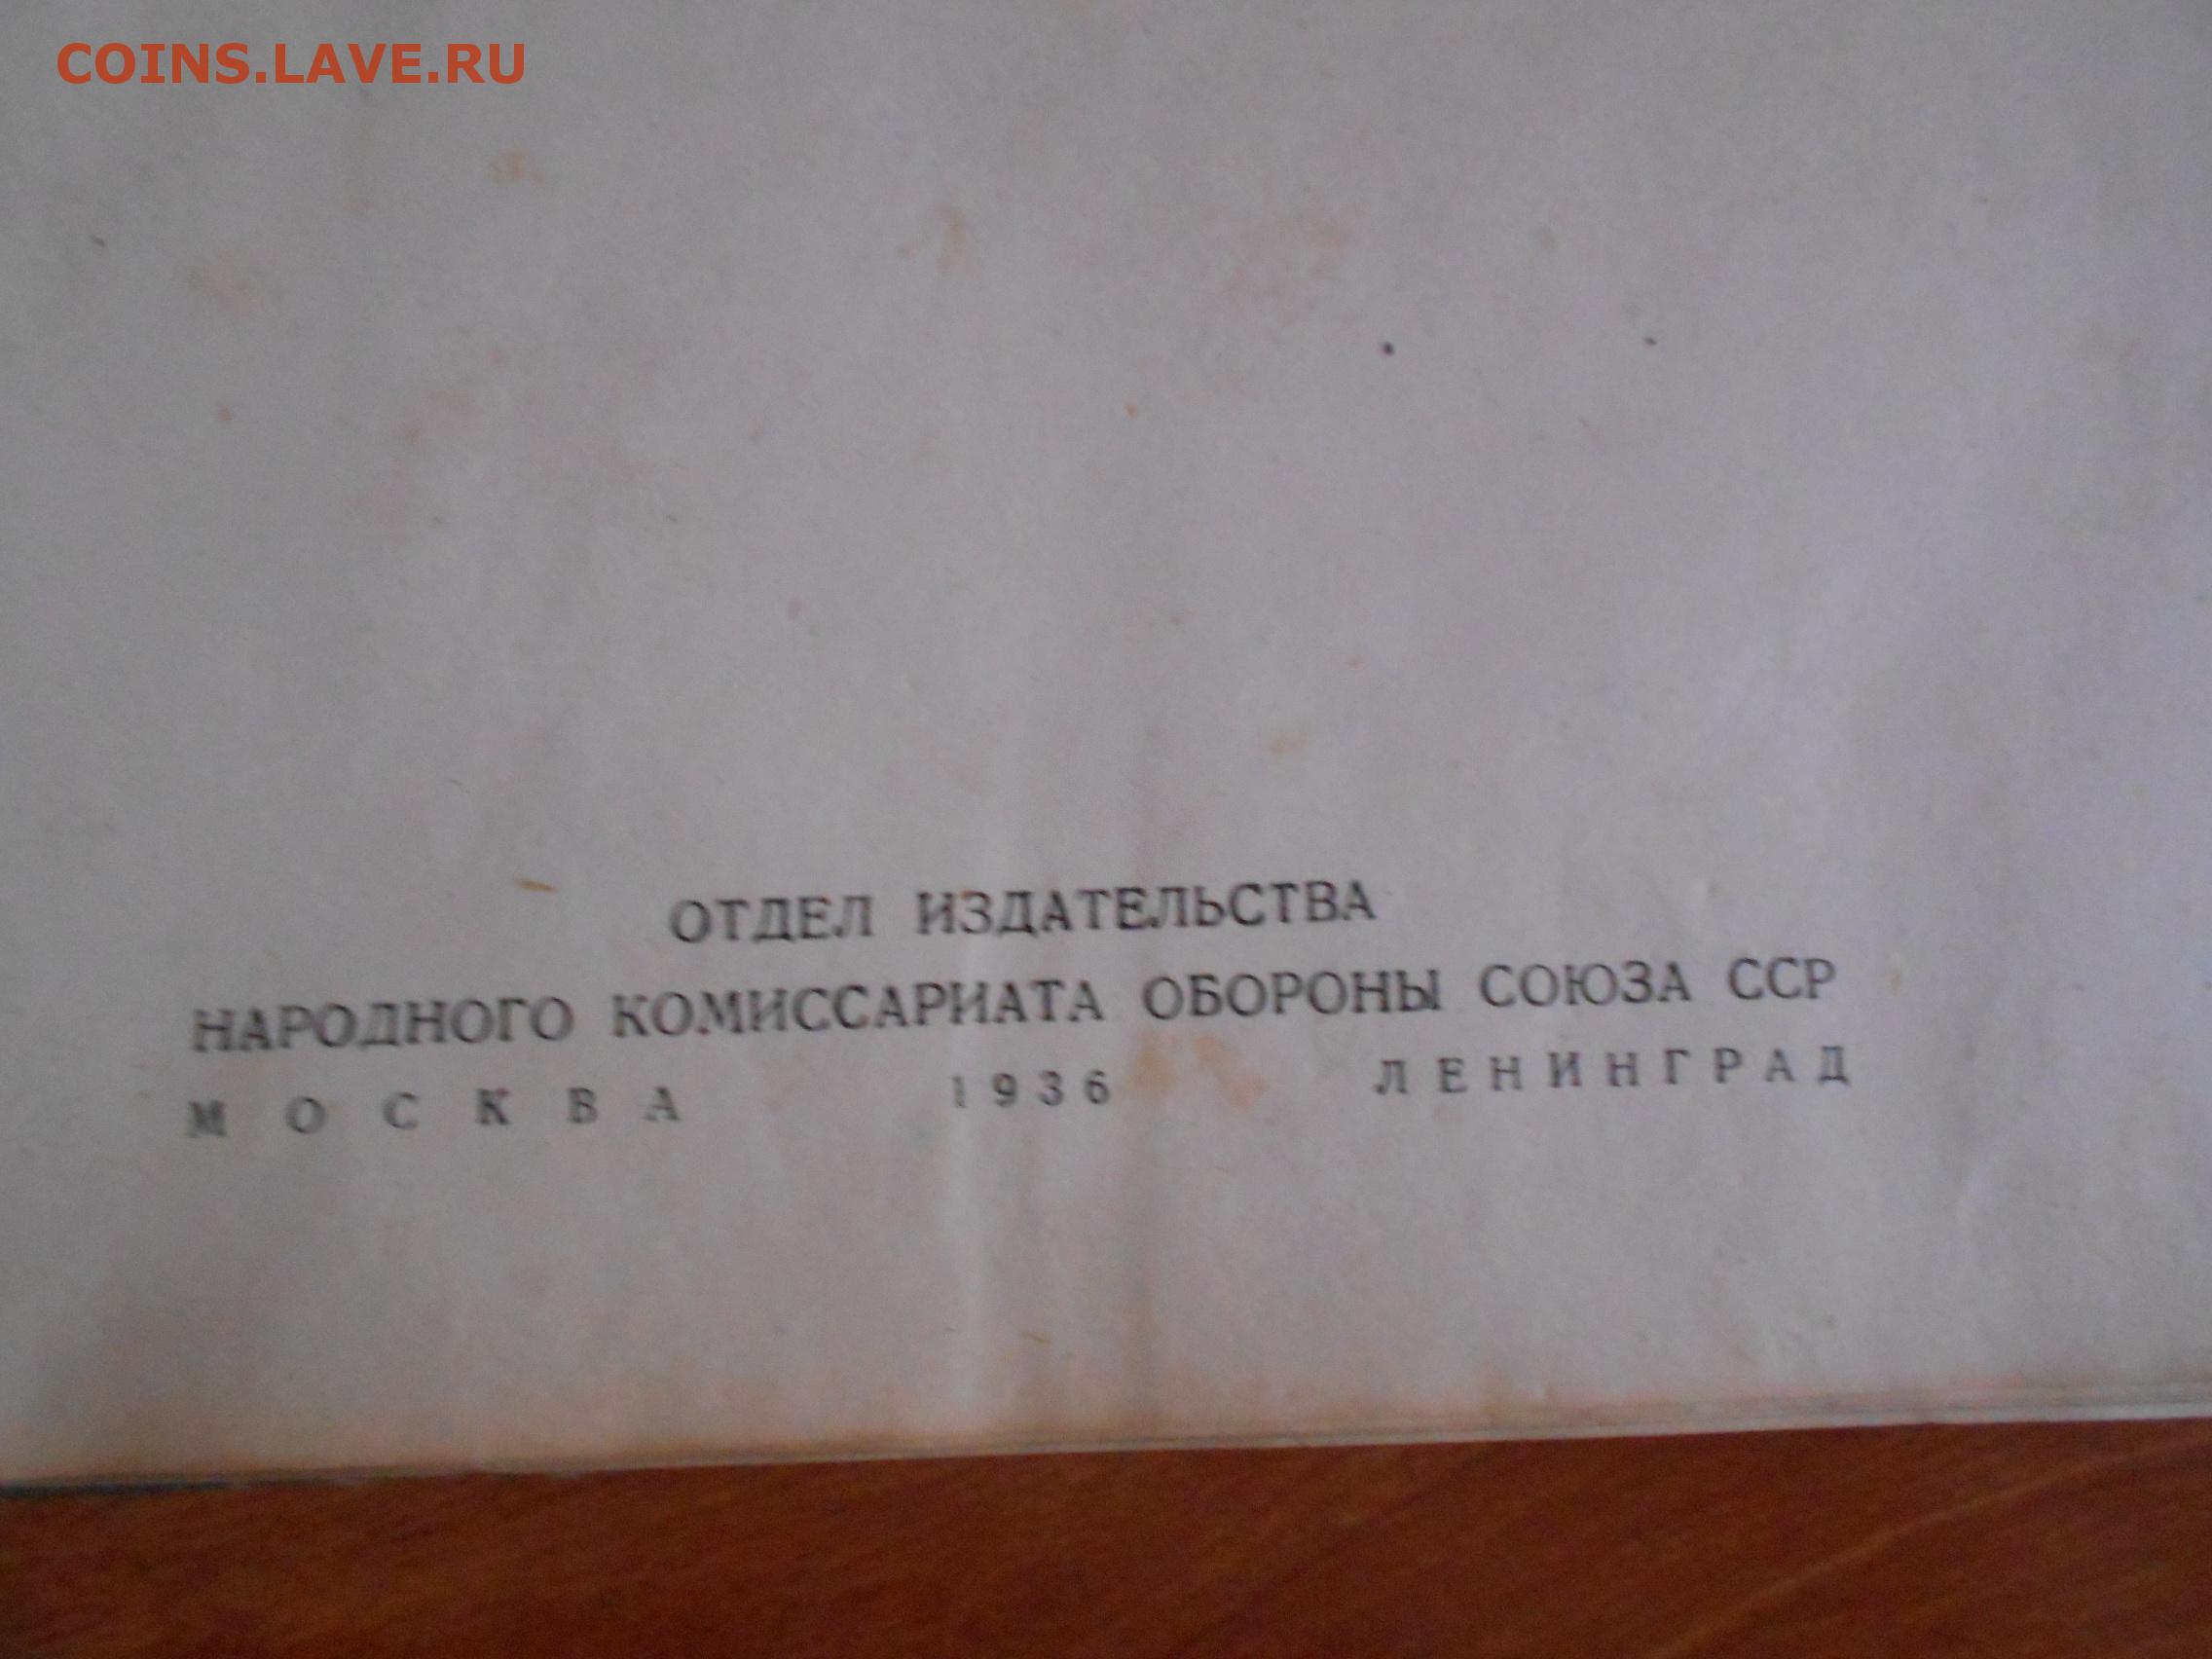 COINS.LAVE.RU
ОТДЕЛ ИЗДАТЕЛЬСТВА
НАРОДНОГО КОМИССАРИАТА ОБОРОНЫ СОЮЗА ССР
МОСКВА 1936 ЛЕНИНГРАД